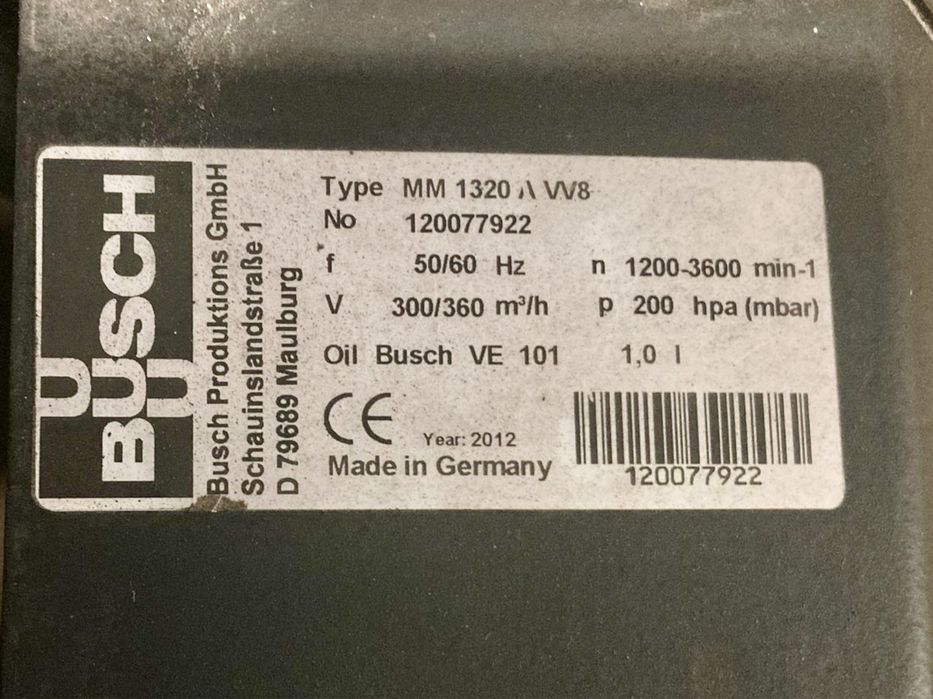 BUSCH
Busch Produktions GmbH
Schauinslandstraße 1
D 79689 Maulburg
Type MM 1320
No 120077922
f 50/60 Hz n 1200-3600 min-1
V 300/360 m³/h p 200 hpa (mbar)
Oil Busch VE 101 1,0 l
CE Year: 2012
Made in Germany
120077922